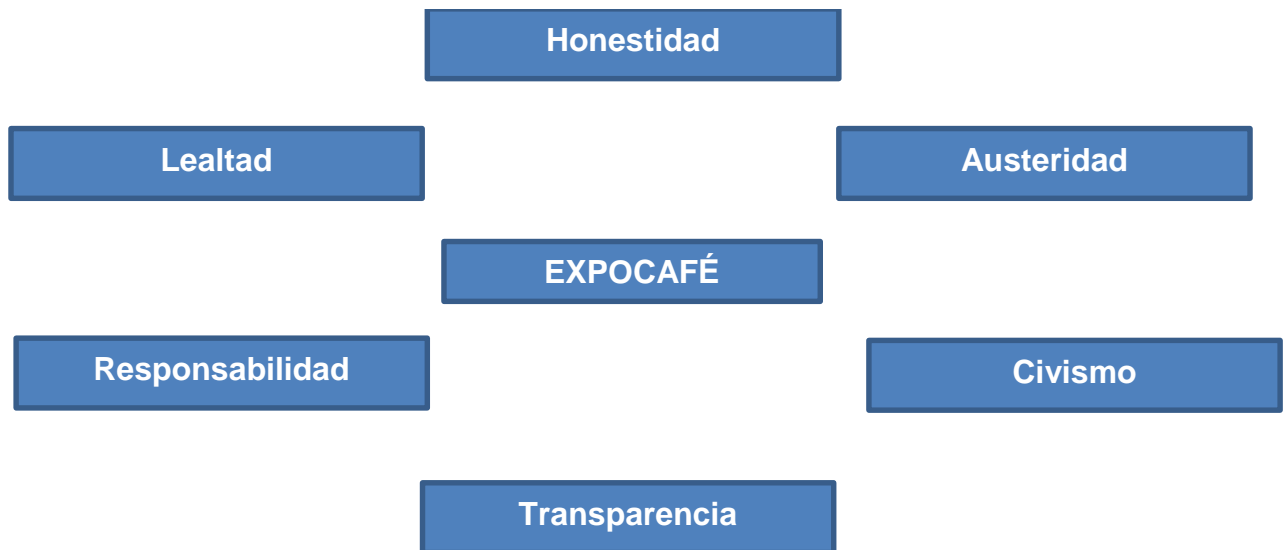 Honestidad
Lealtad
Austeridad
EXPOCAFÉ
Responsabilidad
Civismo
Transparencia